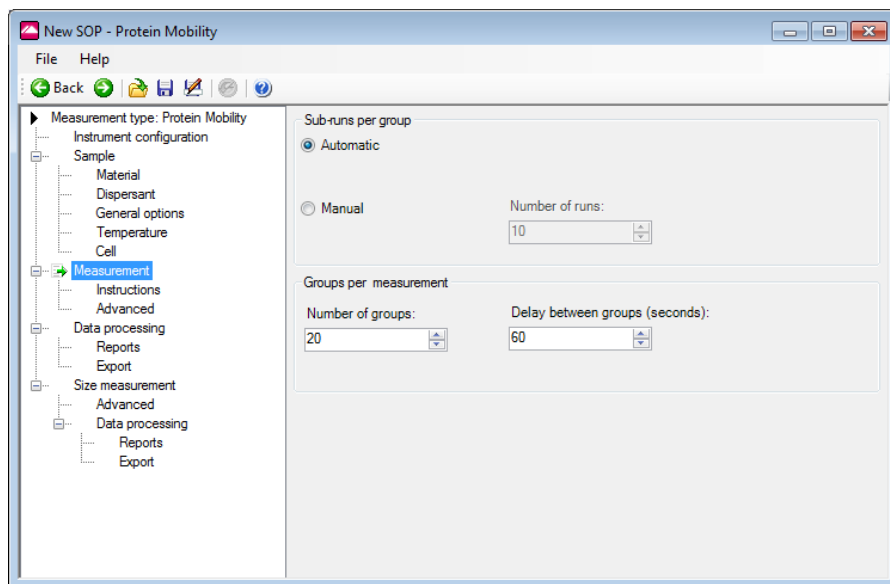 New SOP - Protein Mobility
File Help
Back
Measurement type: Protein Mobility
Instrument configuration
Sample
Material
Dispersant
General options
Temperature
Cell
Measurement
Instructions
Advanced
Data processing
Reports
Export
Size measurement
Advanced
Data processing
Reports
Export
Sub-runs per group
Automatic
Manual
Number of runs:
10
Groups per measurement
Number of groups:
Delay between groups (seconds):
20
60